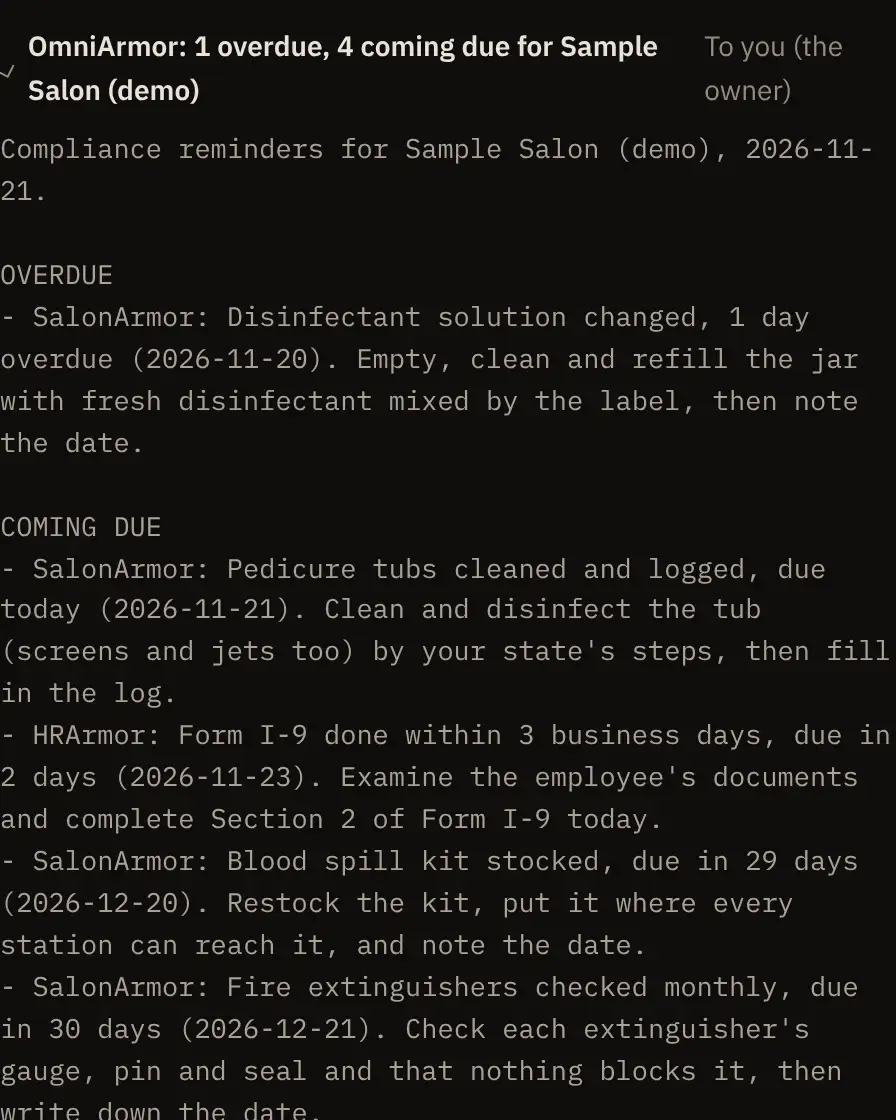 OmniArmor: 1 overdue, 4 coming due for Sample
Salon (demo)
To you (the
owner)
Compliance reminders for Sample Salon (demo), 2026-11-
21.
OVERDUE
- SalonArmor: Disinfectant solution changed, 1 day
overdue (2026-11-20). Empty, clean and refill the jar
with fresh disinfectant mixed by the label, then note
the date.
COMING DUE
- SalonArmor: Pedicure tubs cleaned and logged, due
today (2026-11-21). Clean and disinfect the tub
(screens and jets too) by your state's steps, then fill
in the log.
- HRArmor: Form I-9 done within 3 business days, due in
2 days (2026-11-23). Examine the employee's documents
and complete Section 2 of Form I-9 today.
- SalonArmor: Blood spill kit stocked, due in 29 days
(2026-12-20). Restock the kit, put it where every
station can reach it, and note the date.
- SalonArmor: Fire extinguishers checked monthly, due
in 30 days (2026-12-21). Check each extinguisher's
gauge, pin and seal and that nothing blocks it, then
write down the date.